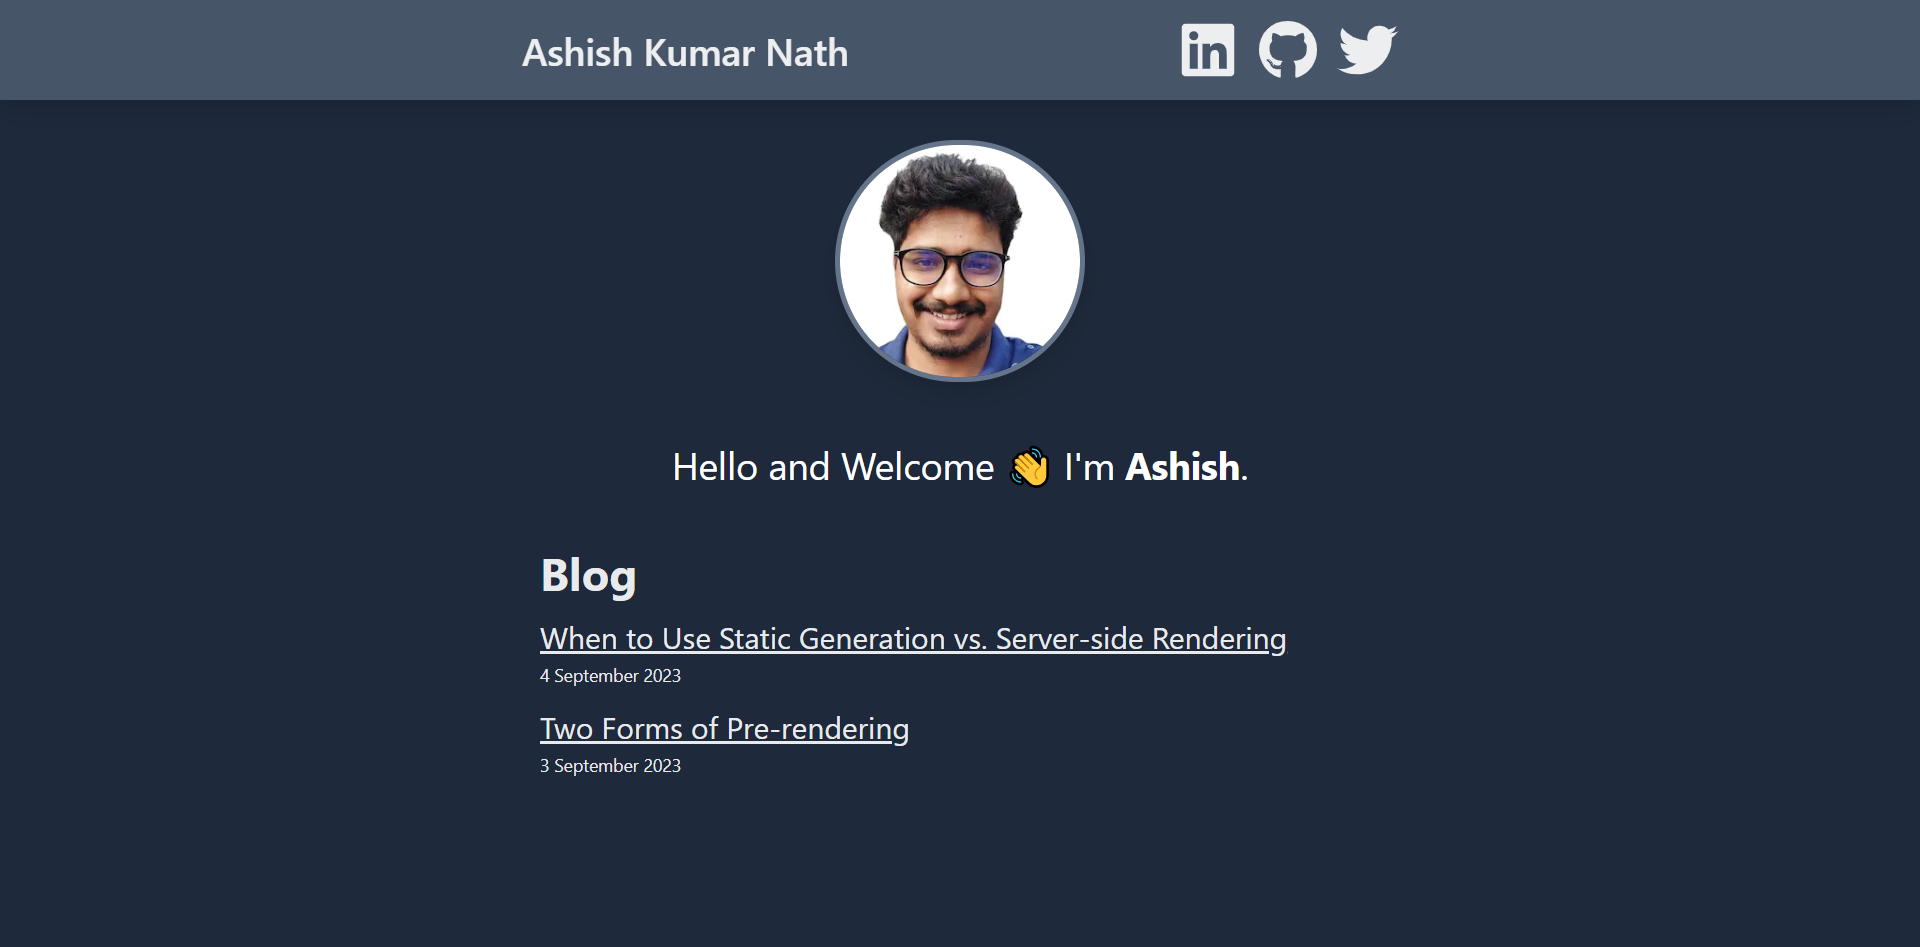 Ashish Kumar Nath
in
Hello and Welcome 👋 I'm Ashish.
Blog
When to Use Static Generation vs. Server-side Rendering
4 September 2023
Two Forms of Pre-rendering
3 September 2023